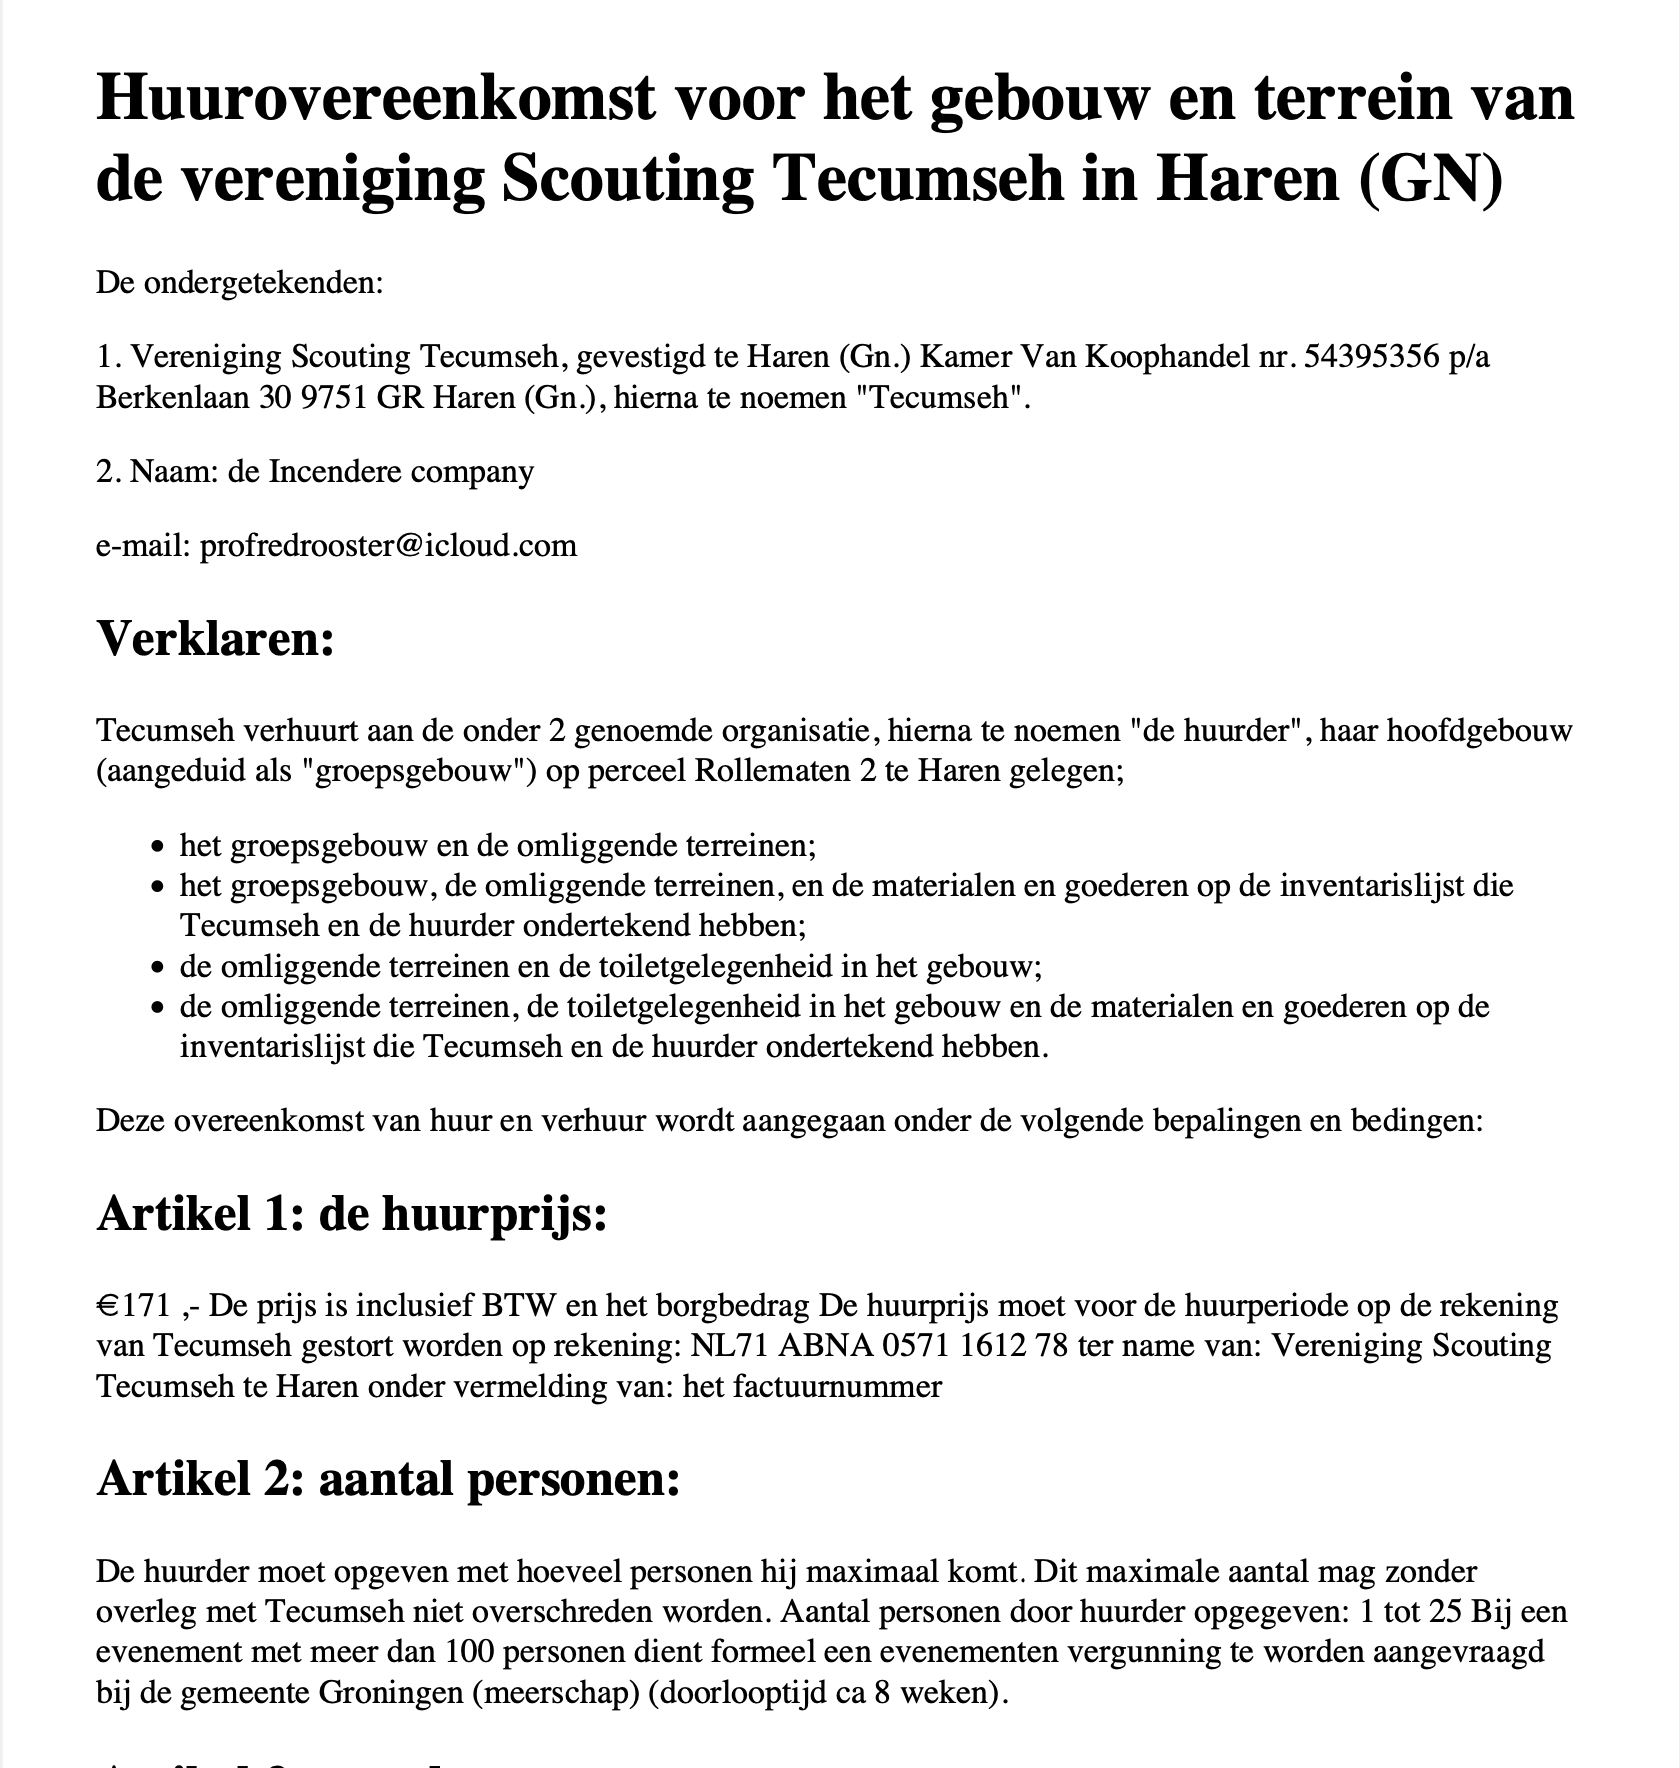 Huurovereenkomst voor het gebouw en terrein van
de vereniging Scouting Tecumseh in Haren (GN)
De ondergetekenden:
1. Vereniging Scouting Tecumseh, gevestigd te Haren (Gn.) Kamer Van Koophandel nr. 54395356 p/a
Berkenlaan 30 9751 GR Haren (Gn.), hierna te noemen "Tecumseh".
2. Naam: de Incendere company
e-mail: profredrooster@icloud.com
Verklaren:
Tecumseh verhuurt aan de onder 2 genoemde organisatie, hierna te noemen "de huurder", haar hoofdgebouw
(aangeduid als "groepsgebouw") op perceel Rollematen 2 te Haren gelegen;
• het groepsgebouw en de omliggende terreinen;
• het groepsgebouw, de omliggende terreinen, en de materialen en goederen op de inventarislijst die
Tecumseh en de huurder ondertekend hebben;
• de omliggende terreinen en de toiletgelegenheid in het gebouw;
• de omliggende terreinen, de toiletgelegenheid in het gebouw en de materialen en goederen op de
inventarislijst die Tecumseh en de huurder ondertekend hebben.
Deze overeenkomst van huur en verhuur wordt aangegaan onder de volgende bepalingen en bedingen:
Artikel 1: de huurprijs:
€171 ,- De prijs is inclusief BTW en het borgbedrag De huurprijs moet voor de huurperiode op de rekening
van Tecumseh gestort worden op rekening: NL71 ABNA 0571 1612 78 ter name van: Vereniging Scouting
Tecumseh te Haren onder vermelding van: het factuurnummer
Artikel 2: aantal personen:
De huurder moet opgeven met hoeveel personen hij maximaal komt. Dit maximale aantal mag zonder
overleg met Tecumseh niet overschreden worden. Aantal personen door huurder opgegeven: 1 tot 25 Bij een
evenement met meer dan 100 personen dient formeel een evenementen vergunning te worden aangevraagd
bij de gemeente Groningen (meerschap) (doorlooptijd ca 8 weken).